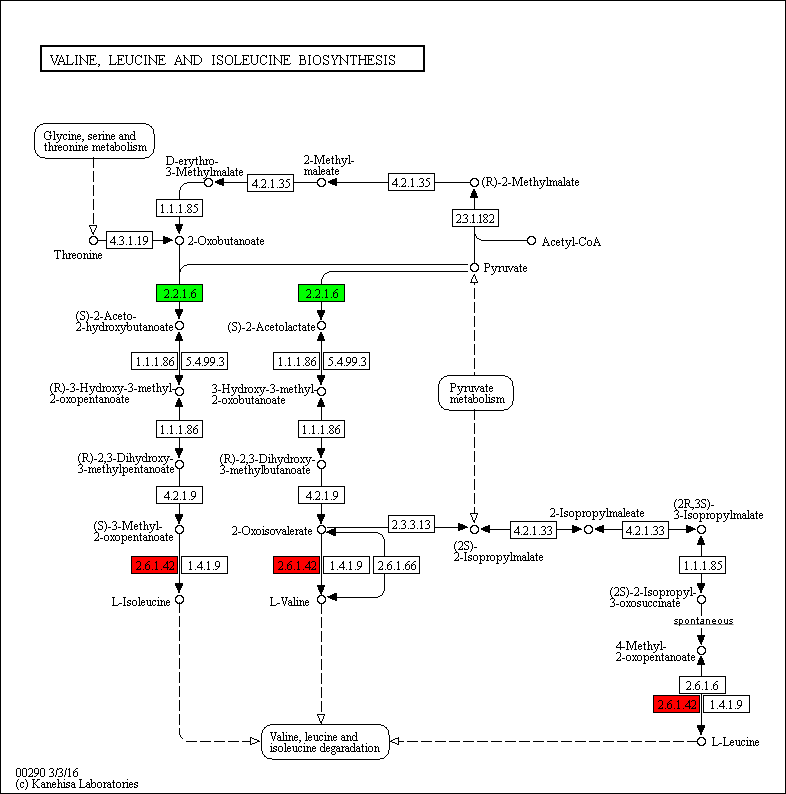 VALINE, LEUCINE AND ISOLEUCINE BIOSYNTHESIS
Glycine, serine and
threonine metabolism
D-erythro-
3-Methylmalate
2-Methyl-
maleate
4.2.1.35
4.2.1.35
(R)-2-Methylmalate
1.1.1.85
2.3.1.182
4.3.1.19
2-Oxobutanoate
Acetyl-CoA
Threonine
Pyruvate
2.2.1.6
2.2.1.6
(S)-2-Aceto-
2-hydroxybutanoate
(S)-2-Acetolactate
1.1.1.86
5.4.99.3
1.1.1.86
5.4.99.3
(R)-3-Hydroxy-3-methyl-
2-oxopentanoate
3-Hydroxy-3-methyl-
2-oxobutanoate
Pyruvate
metabolism
1.1.1.86
1.1.1.86
(R)-2,3-Dihydroxy-
3-methylpentanoate
(R)-2,3-Dihydroxy-
3-methylbutanoate
4.2.1.9
4.2.1.9
(S)-3-Methyl-
2-oxopentanoate
2-Oxoisovalerate
2.3.3.13
(2S)-
2-Isopropylmalate
4.2.1.33
2-Isopropylmaleate
4.2.1.33
(2R,3S)-
3-Isopropylmalate
2.6.1.42
1.4.1.9
2.6.1.42
1.4.1.9
2.6.1.66
1.1.1.85
L-Isoleucine
L-Valine
(2S)-2-Isopropyl-
3-oxosuccinate
spontaneous
4-Methyl-
2-oxopentanoate
2.6.1.6
2.6.1.42
1.4.1.9
Valine, leucine and
isoleucine degaradation
L-Leucine
00290 3/3/16
(c) Kanehisa Laboratories